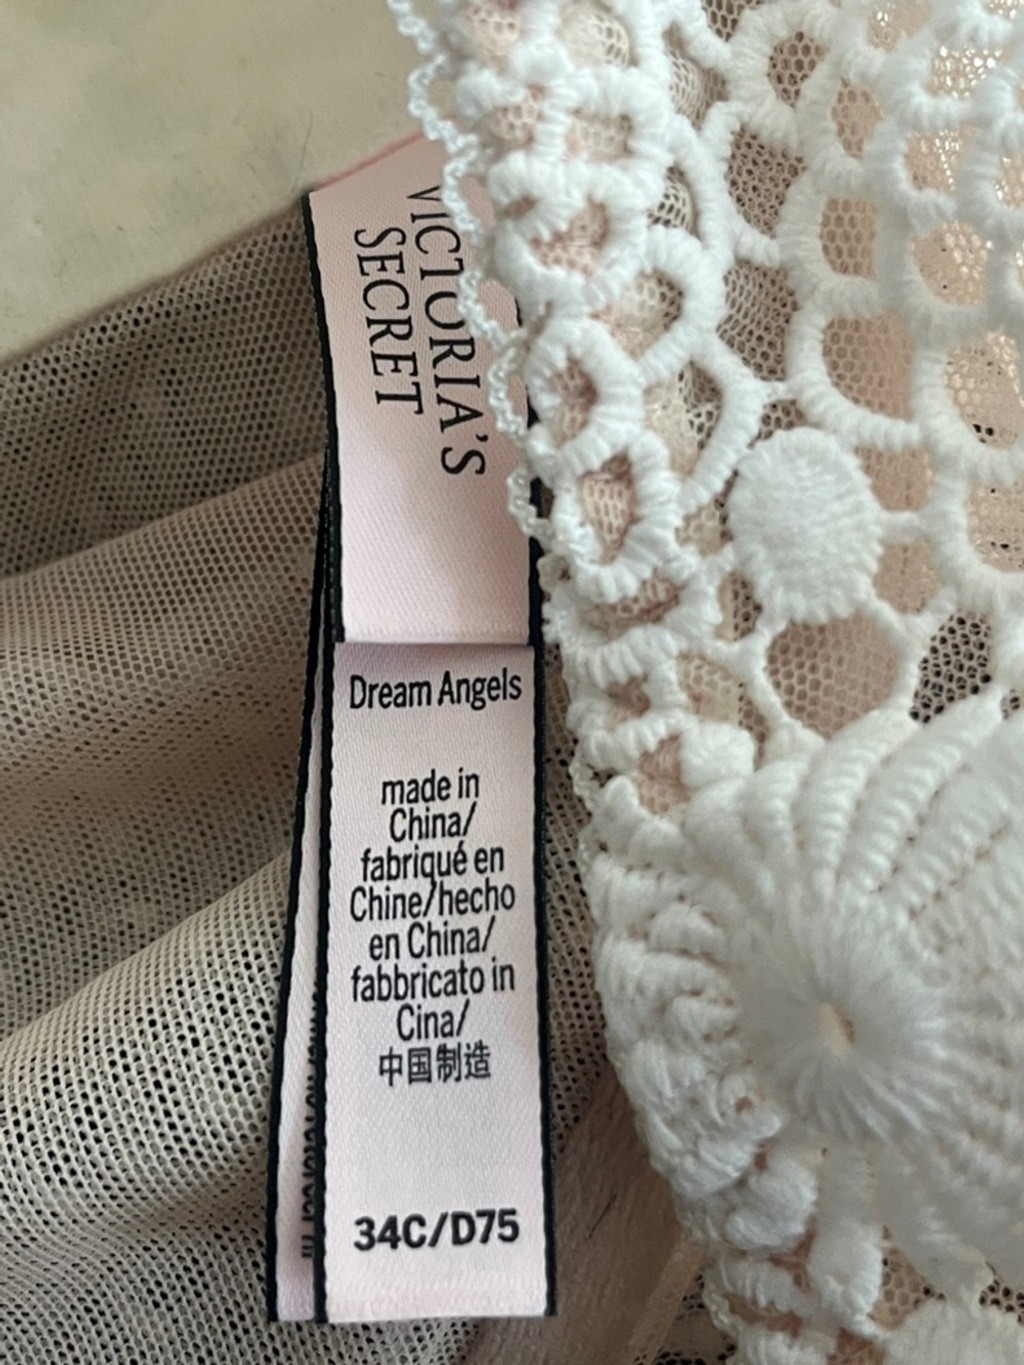 VICTORIA'S
SECRET
Dream Angels
made in
China/
fabriqué en
Chine/hecho
en China/
fabbricato in
Cina/
中国制造
34C/D75